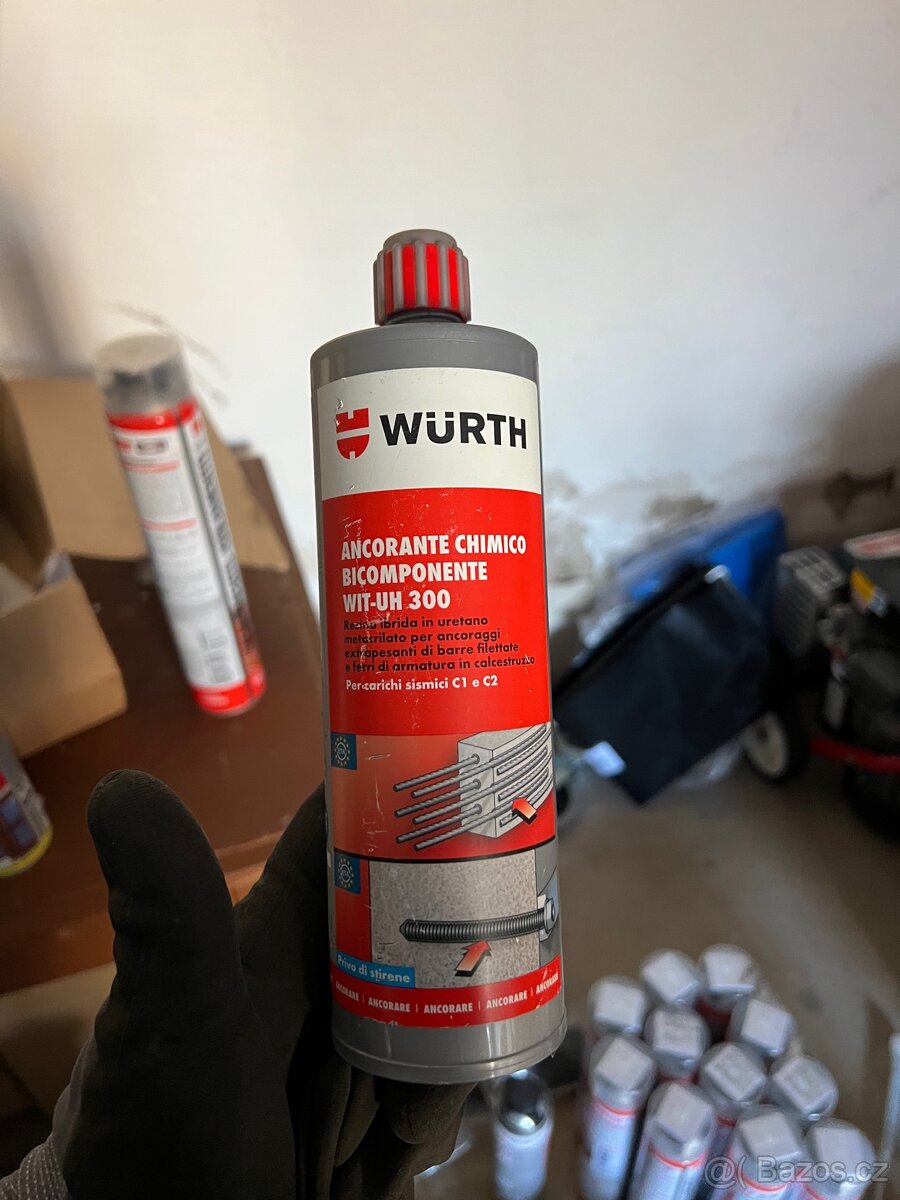 WÜRTH
ANCORANTE CHIMICO
BICOMPONENTE
WIT-UH 300
Resina ibrida in uretano
metacrilato per ancoraggi
extrapesanti di barre filettate
e ferri di armatura in calcestruzzo
Per carichi sismici C1 e C2
Privo di stirene
ANCORARE | ANCORARE | ANCORARE | ANCORARE | ANCORARE
@( Bazos.cz